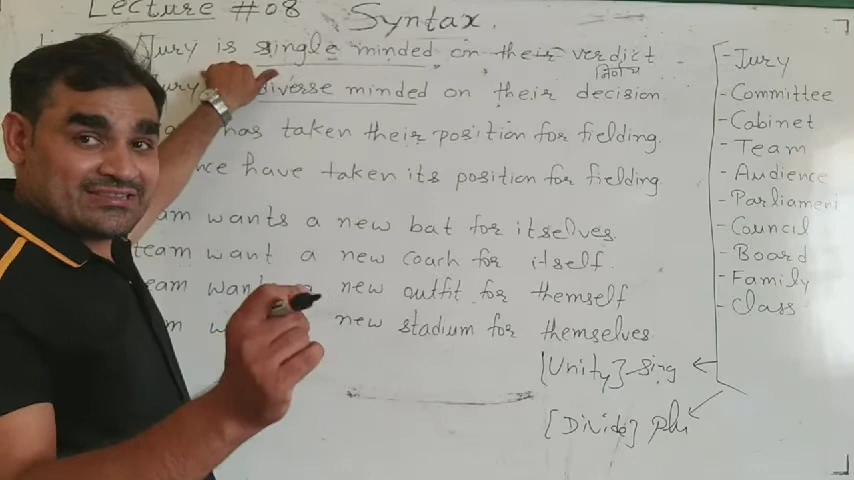 Lecture #08 Syntax.
Jury is single minded on their verdict
निर्णय
diverse minded on their decision
has taken their position for fielding.
have taken its position for fielding
wants a new bat for itselves.
team want a new coach for itself.
new outfit for themself
new stadium for themselves.
- Jury
- Committee
- Cabinet
- Team
- Audience
- Parliament
- Council
- Board
- Family
- Class
[Unity] Sing
[Divide] Plu